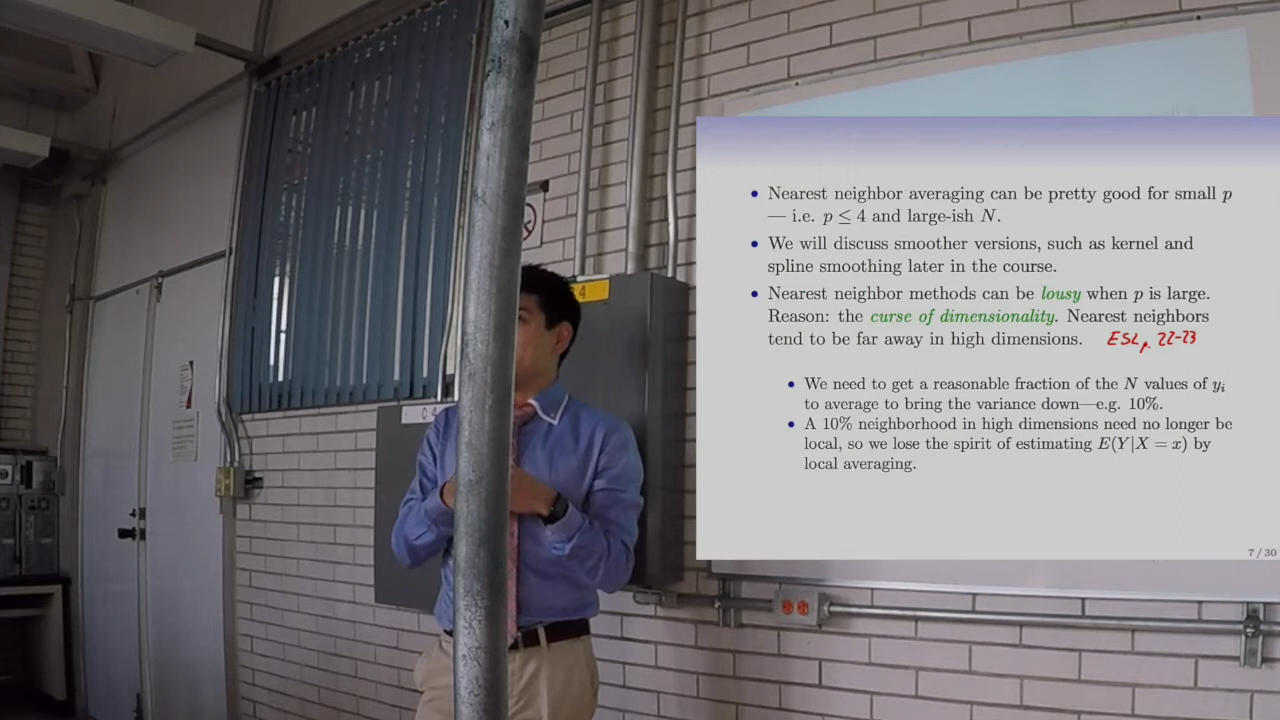 • Nearest neighbor averaging can be pretty good for small p
— i.e. p ≤ 4 and large-ish N.
• We will discuss smoother versions, such as kernel and
spline smoothing later in the course.
• Nearest neighbor methods can be lousy when p is large.
Reason: the curse of dimensionality. Nearest neighbors
tend to be far away in high dimensions. ESL, p. 22-23
• We need to get a reasonable fraction of the N values of yᵢ
to average to bring the variance down—e.g. 10%.
• A 10% neighborhood in high dimensions need no longer be
local, so we lose the spirit of estimating E(Y|X = x) by
local averaging.
7 / 30
4
C 4